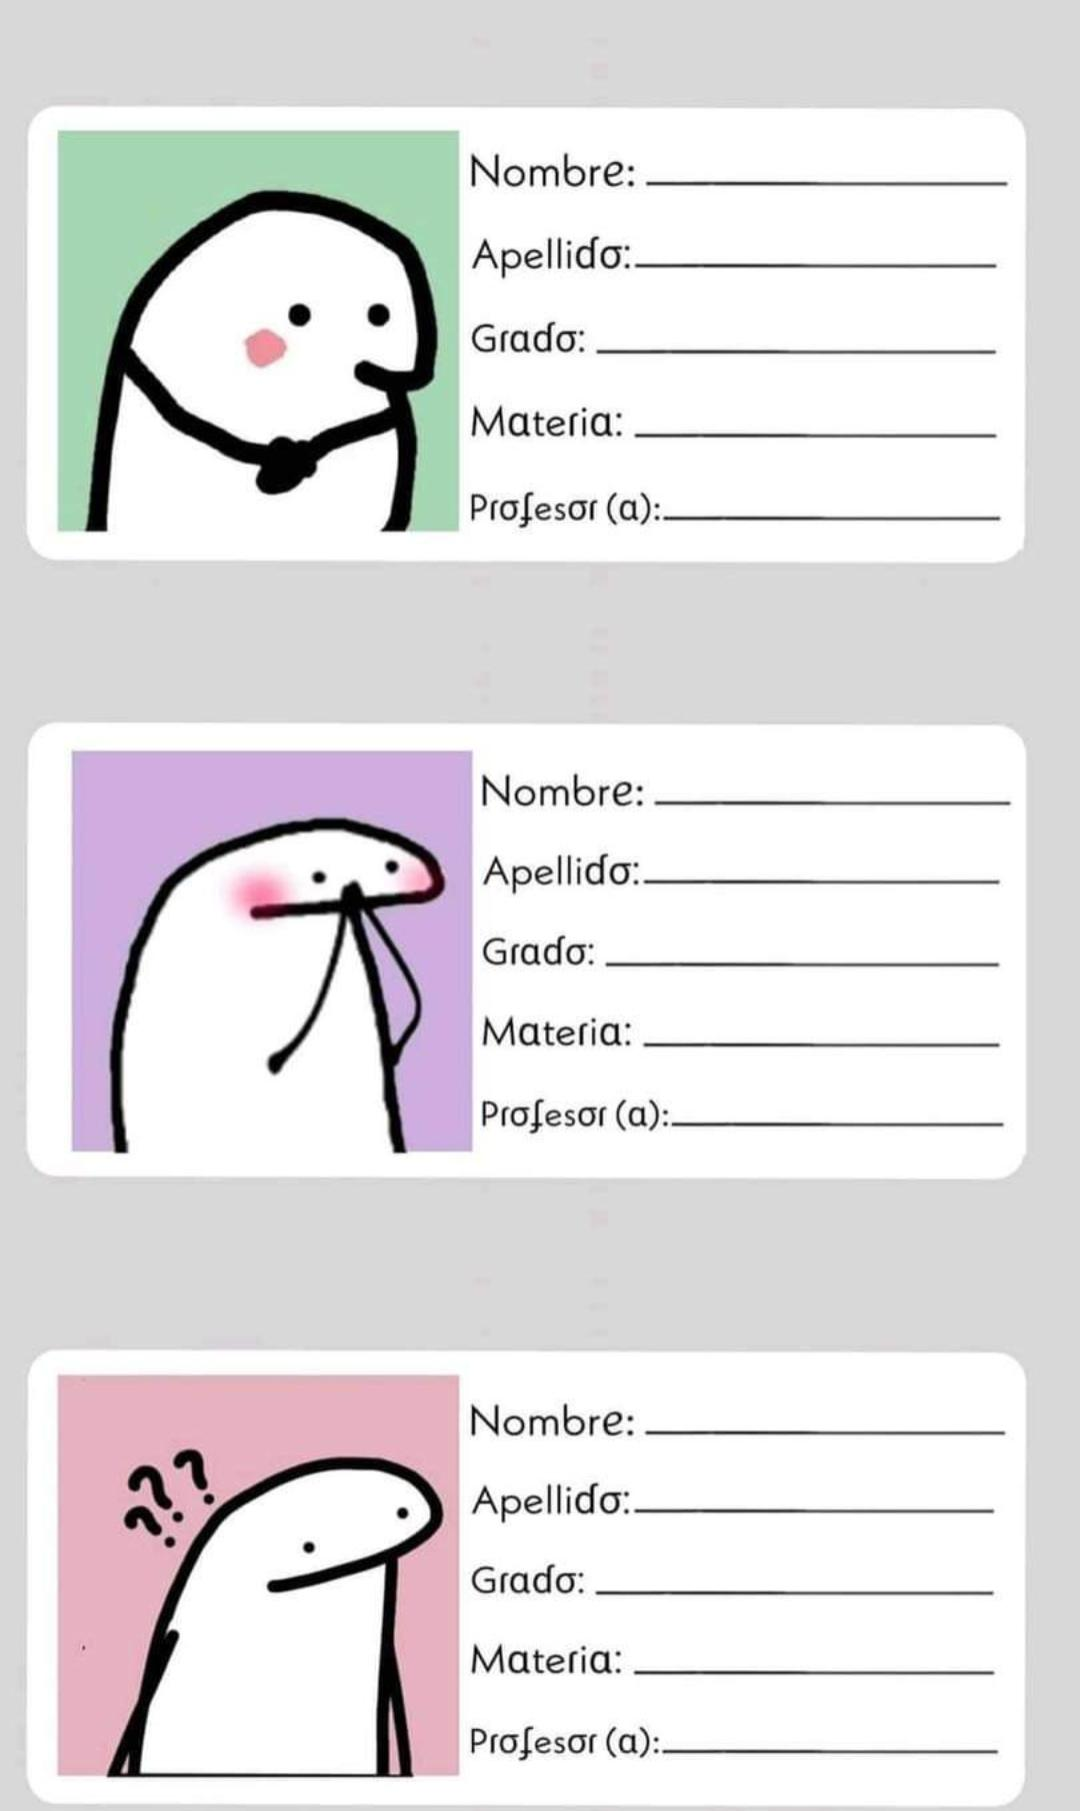 Nombre:
Apellido:
Grado:
Materia:
Profesor (a):
Nombre:
Apellido:
Grado:
Materia:
Profesor (a):
???
Nombre:
Apellido:
Grado:
Materia:
Profesor (a):